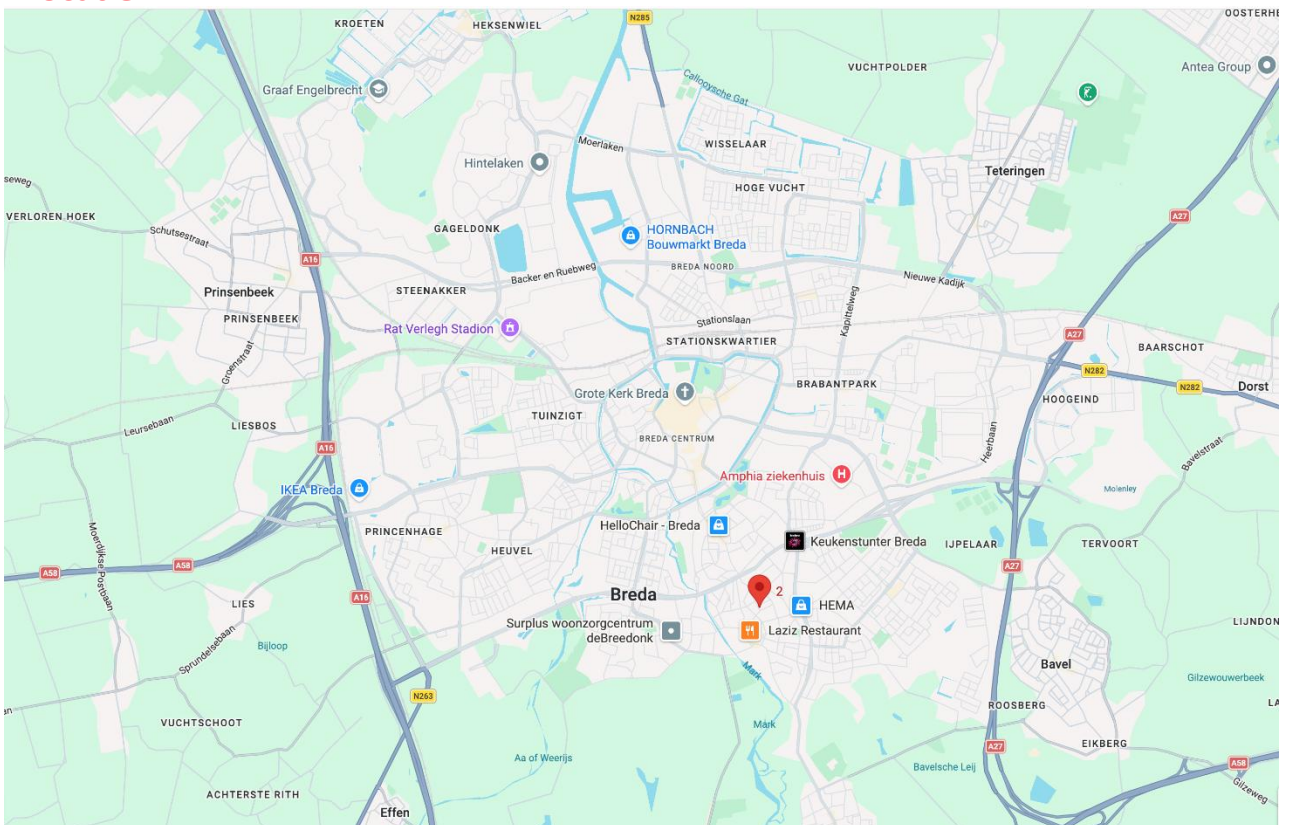 KROETEN
HEKSENWIEL
N285
OOSTERHE
VUCHTPOLDER
Antea Group
Graaf Engelbrecht
Callooysche Gat
Moerlaken
WISSELAAR
Hintelaken
Teteringen
seweg
HOGE VUCHT
VERLOREN HOEK
A27
Schutsestraat
GAGELDONK
HORNBACH
Bouwmarkt Breda
A16
BREDA NOORD
Backer en Ruebweg
Nieuwe Kadijk
Prinsenbeek
STEENAKKER
Kapittelweg
PRINSENBEEK
Rat Verlegh Stadion
Stationslaan
STATIONSKWARTIER
A27
BAARSCHOT
Groenstraat
N282
BRABANTPARK
N282
Dorst
Grote Kerk Breda
HOOGEIND
TUINZIGT
Leursebaan
LIESBOS
BREDA CENTRUM
Heerbaan
A16
Bavelstraat
Amphia ziekenhuis
H
IKEA Breda
Molenley
HelloChair - Breda
PRINCENHAGE
Keukenstunter Breda
IJPELAAR
TERVOORT
HEUVEL
Moerdijkse Postbaan
A58
A58
A27
Breda
2
A16
LIES
HEMA
Surplus woonzorgcentrum
deBreedonk
Laziz Restaurant
LIJNDON
Sprundelsebaan
Bijloop
Bavel
Mark
Gilzewouwerbeek
N263
ROOSBERG
LA
an
VUCHTSCHOOT
Mark
EIKBERG
A27
Aa of Weerijs
Bavelsche Leij
A58
Gilzeweg
ACHTERSTE RITH
Effen